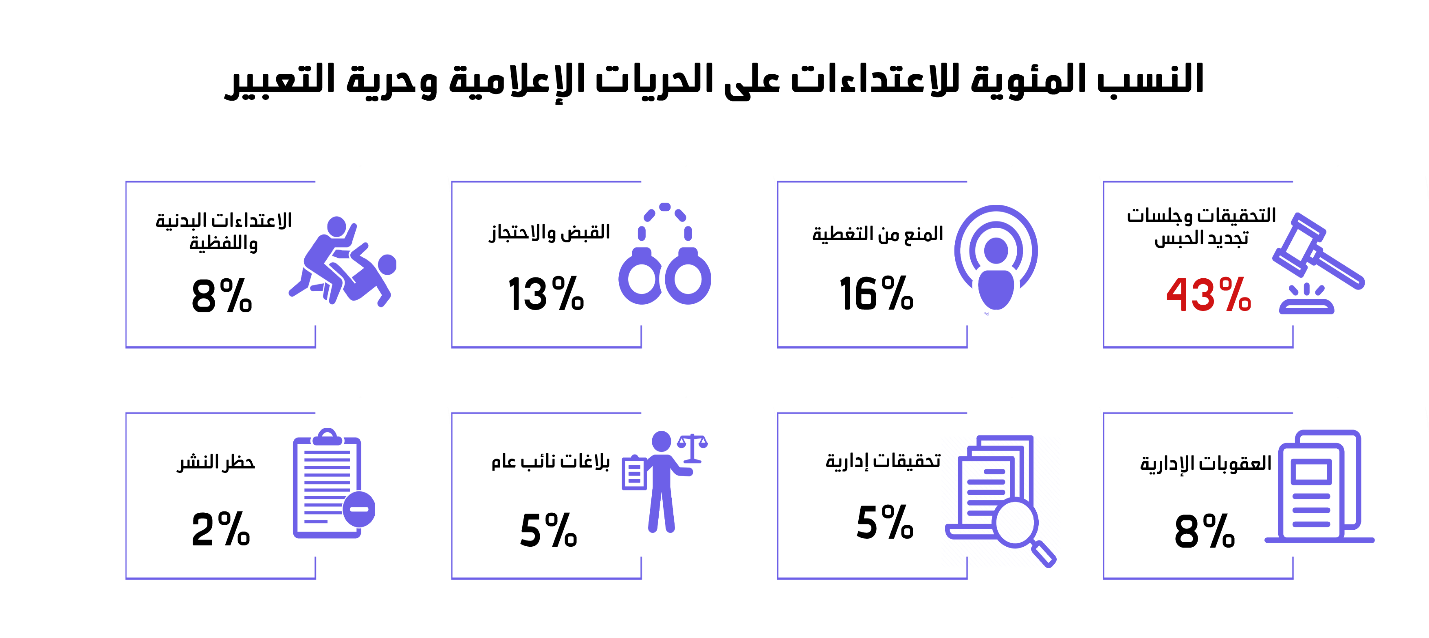 النسب المئوية للاعتداءات على الحريات الإعلامية وحرية التعبير
التحقيقات وجلسات
تجديد الحبس
43%
المنع من التغطية
16%
القبض والاحتجاز
13%
الاعتداءات البدنية
واللفظية
8%
العقوبات الإدارية
8%
تحقيقات إدارية
5%
بلاغات نائب عام
5%
حظر النشر
2%